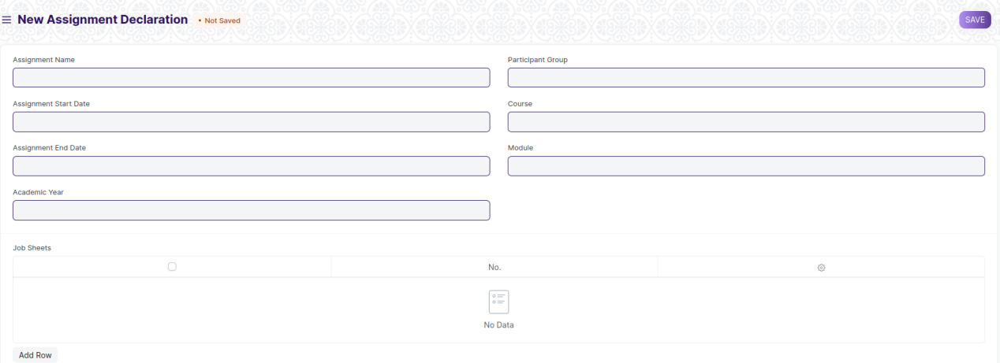 New Assignment Declaration • Not Saved SAVE
Assignment Name
Participant Group
Assignment Start Date
Course
Assignment End Date
Module
Academic Year
Job Sheets
No.
No Data
Add Row